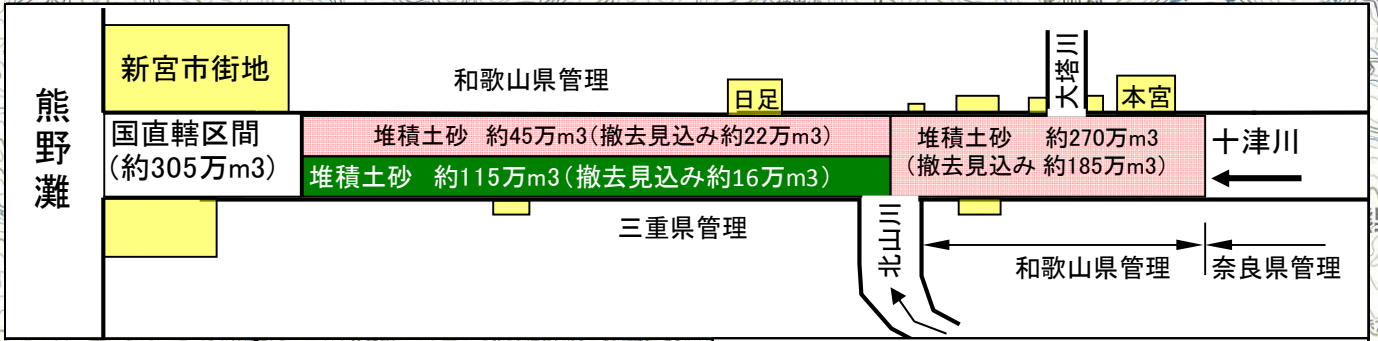 熊野灘
新宮市街地
和歌山県管理
日足
大塔川
本宮
国直轄区間
(約305万m3)
堆積土砂 約45万m3(撤去見込み約22万m3)
堆積土砂 約115万m3(撤去見込み約16万m3)
堆積土砂 約270万m3
(撤去見込み 約185万m3)
十津川
三重県管理
北山川
和歌山県管理
奈良県管理